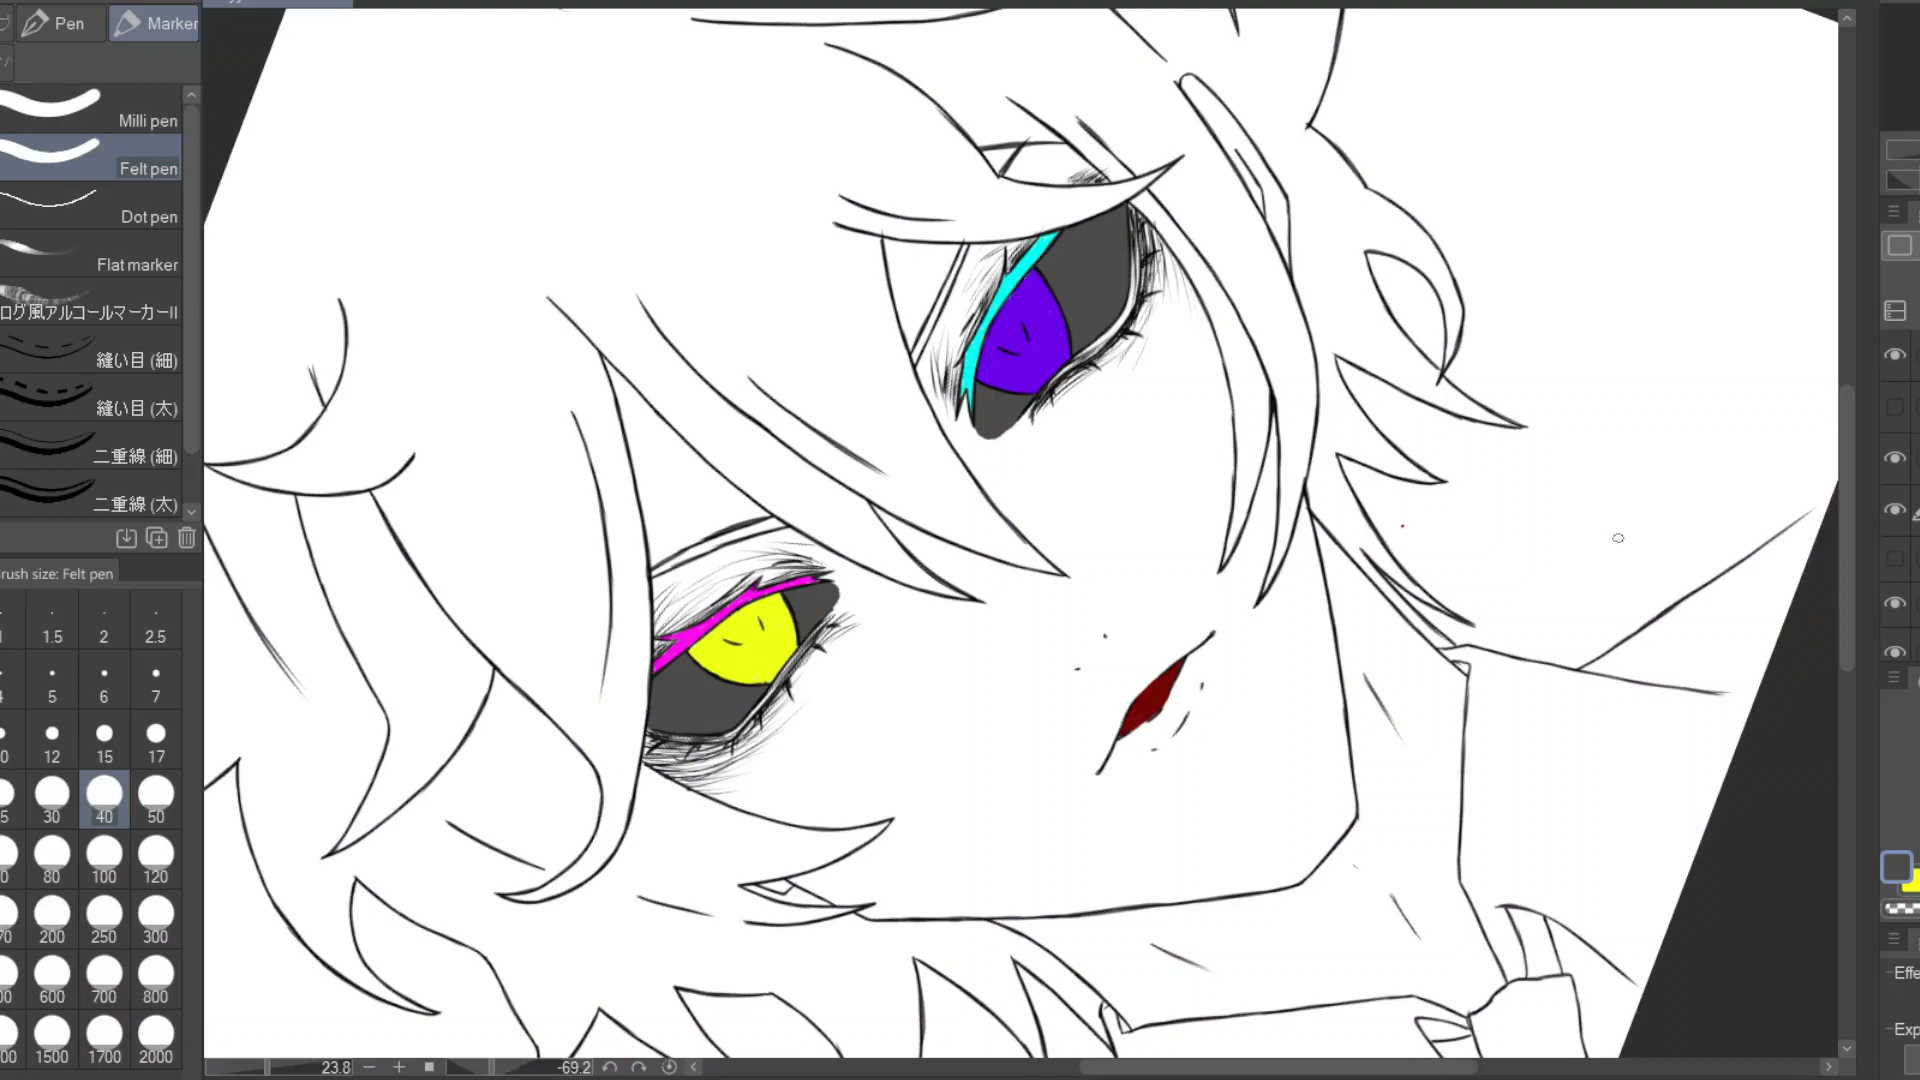 Pen
Marker
Milli pen
Felt pen
Dot pen
Flat marker
ログ風アルコールマーカーII
縫い目 (細)
縫い目 (太)
二重線 (細)
二重線 (太)
rush size: Felt pen
1.5 2 2.5
5 6 7
12 15 17
30 40 50
80 100 120
200 250 300
600 700 800
1500 1700 2000
23.8
-69.2
Effe
Exp